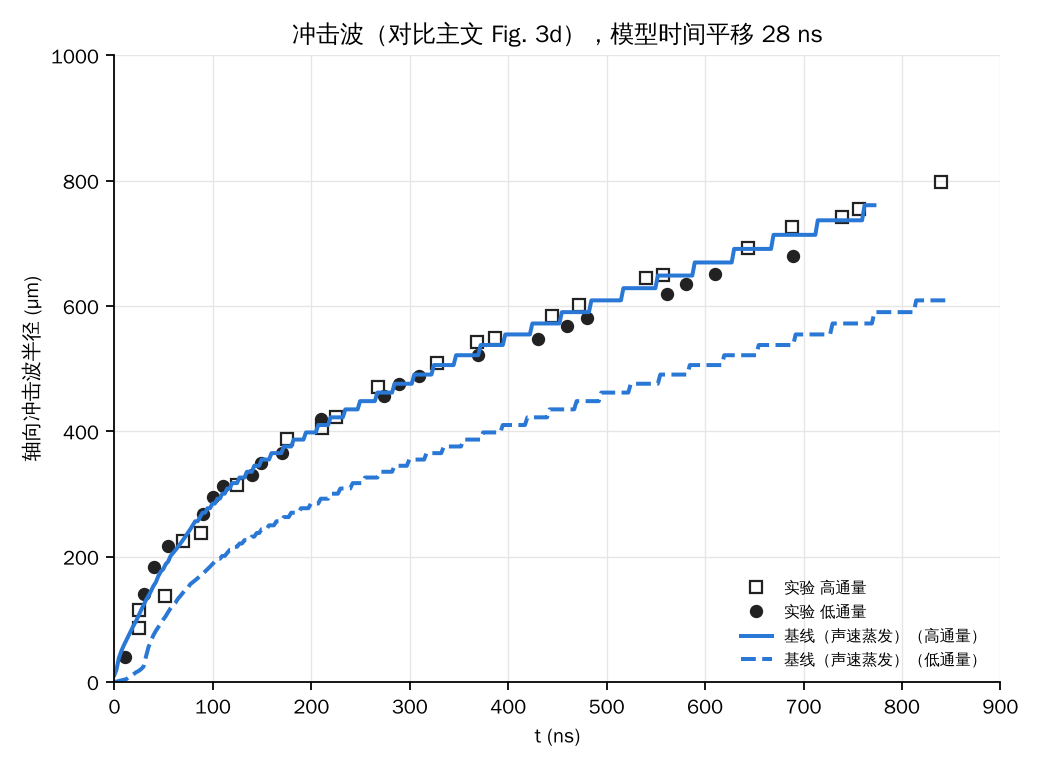 冲击波（对比主文 Fig. 3d），模型时间平移 28 ns
1000
800
600
400
200
0
轴向冲击波半径 (μm)
0 100 200 300 400 500 600 700 800 900
t (ns)
实验 高通量
实验 低通量
基线（声速蒸发）（高通量）
基线（声速蒸发）（低通量）